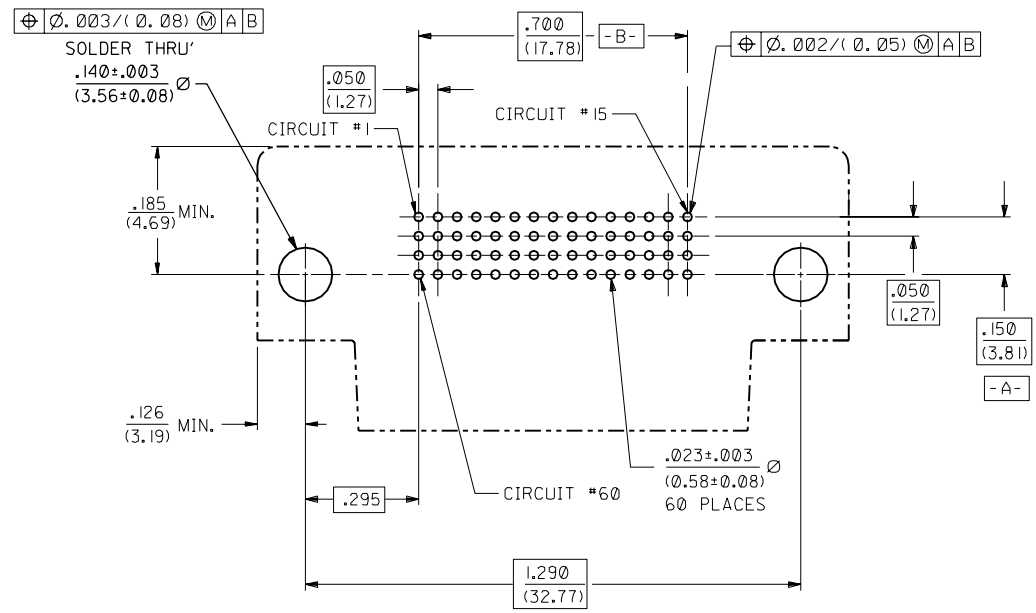 ⌖ Ø.003/(0.08) Ⓜ A B
SOLDER THRU'
.140±.003 Ø
(3.56±0.08)
.700
(17.78)
-B-
⌖ Ø.002/(0.05) Ⓜ A B
.050
(1.27)
CIRCUIT #1
CIRCUIT #15
.185 MIN.
(4.69)
.050
(1.27)
.150
(3.81)
-A-
.126 MIN.
(3.19)
.295
CIRCUIT #60
.023±.003 Ø
(0.58±0.08)
60 PLACES
1.290
(32.77)